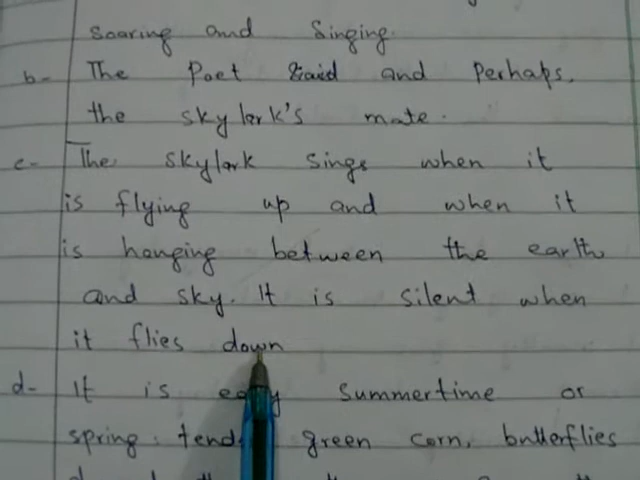 Soaring and Singing.
b- The Poet said and Perhaps,
the skylark's mate.
c- The skylark sings when it
is flying up and when it
is hanging between the earth
and sky. It is silent when
it flies down
d- It is early Summertime or
spring. green corn, butterflies